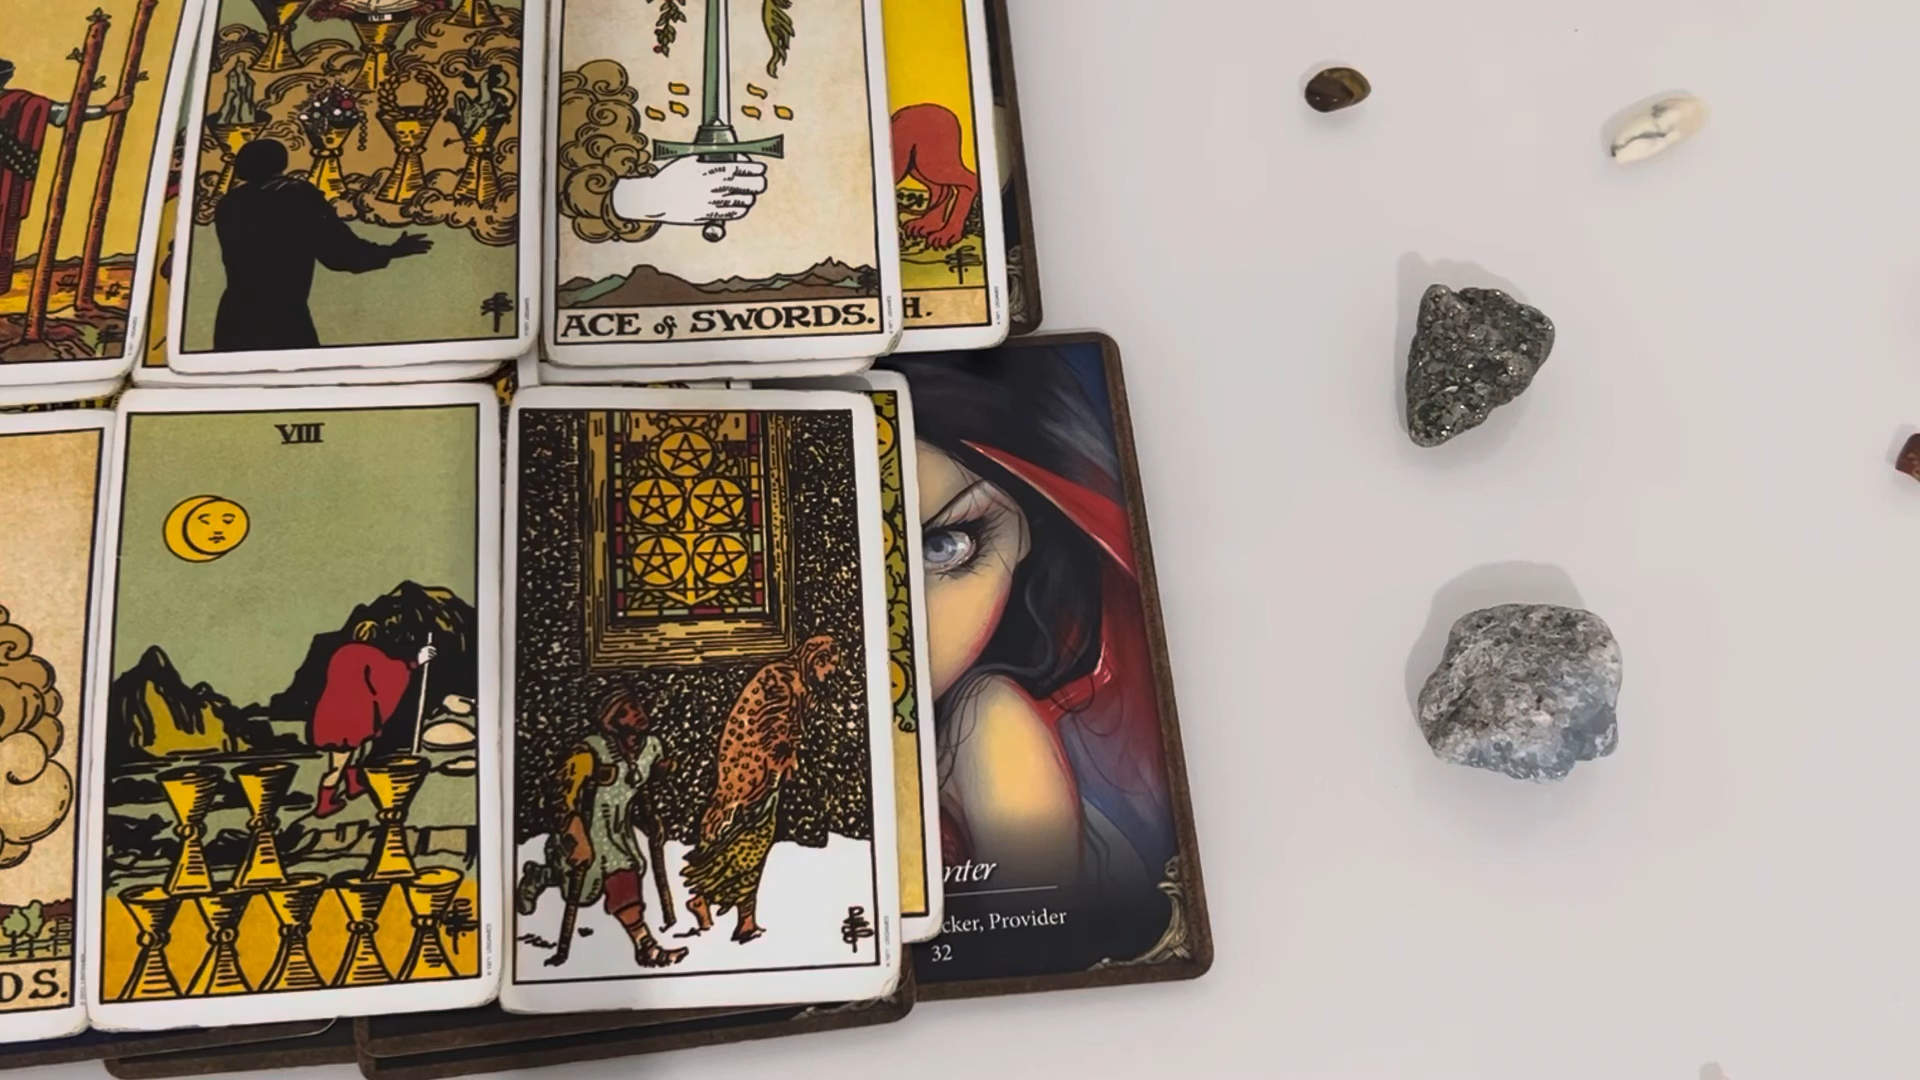 ACE of SWORDS.
H.
VIII
nter
cker, Provider
32
DS.